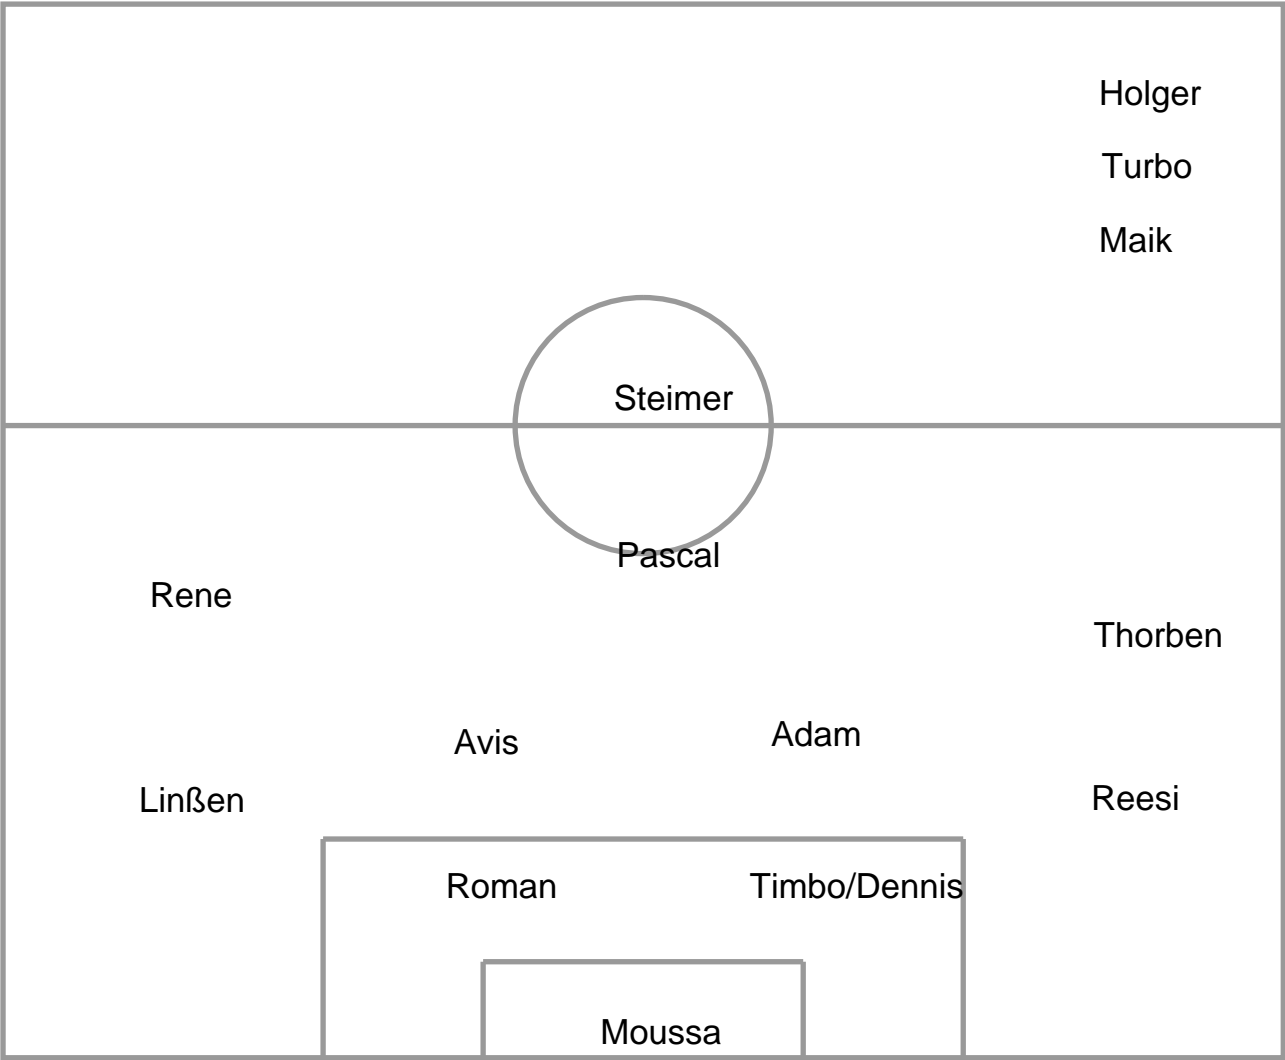 Holger
Turbo
Maik
Steimer
Pascal
Rene
Thorben
Avis
Adam
Linßen
Reesi
Roman
Timbo/Dennis
Moussa